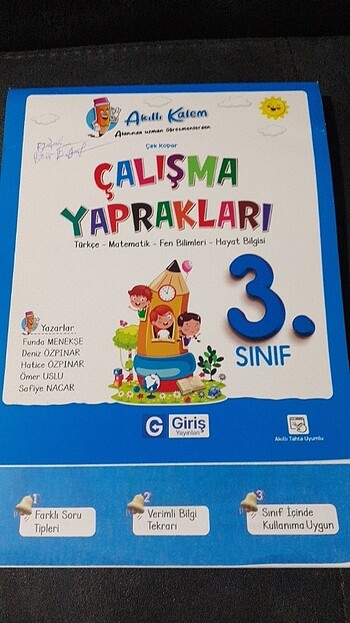 Akıllı Kalem
Alanında uzman öğretmenlerden
Çek Kopar
ÇALIŞMA
YAPRAKLARI
Türkçe - Matematik - Fen Bilimleri - Hayat Bilgisi
3.
SINIF
Yazarlar
Funda MENEKŞE
Deniz ÖZPINAR
Hatice ÖZPINAR
Ömer USLU
Safiye NACAR
G Giriş
Yayınları
Akıllı Tahta Uyumlu
1
Farklı Soru
Tipleri
2
Verimli Bilgi
Tekrarı
3
Sınıf İçinde
Kullanıma Uygun